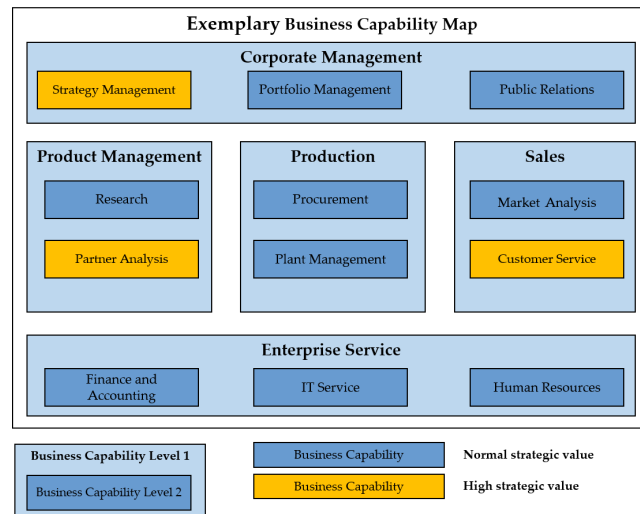 Exemplary Business Capability Map
Corporate Management
Strategy Management
Portfolio Management
Public Relations
Product Management
Research
Partner Analysis
Production
Procurement
Plant Management
Sales
Market Analysis
Customer Service
Enterprise Service
Finance and
Accounting
IT Service
Human Resources
Business Capability Level 1
Business Capability Level 2
Business Capability
Normal strategic value
Business Capability
High strategic value